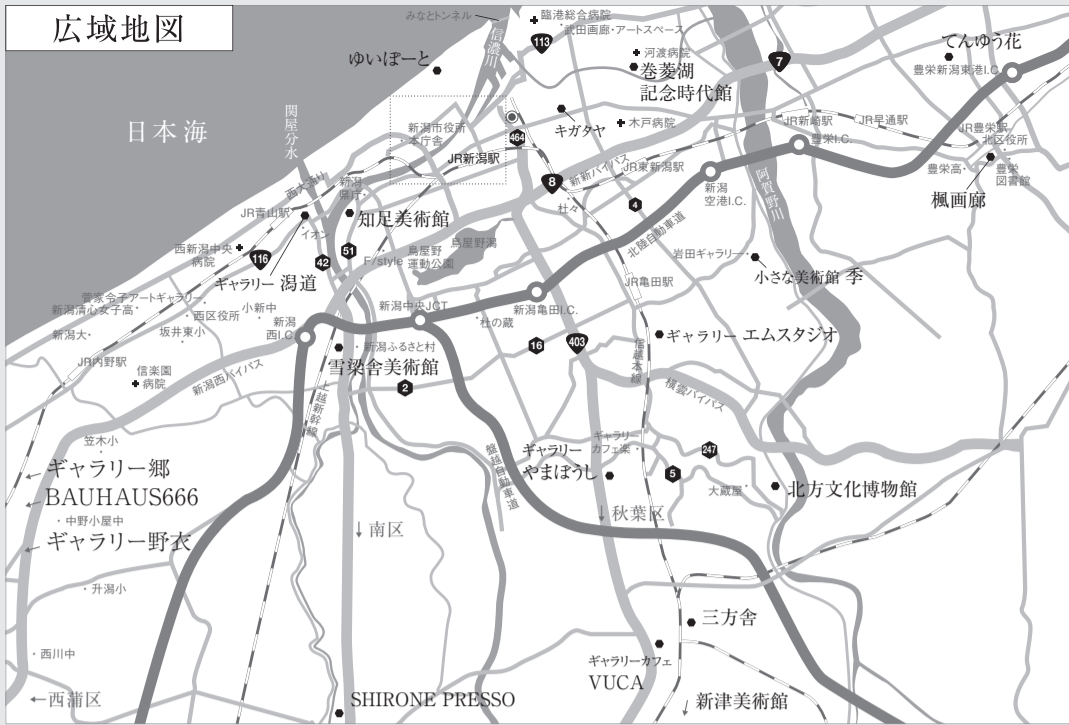 広域地図
みなとトンネル
臨港総合病院
武田画廊・アートスペース
113
信濃川
ゆいぽーと
河渡病院
巻菱湖
記念時代館
7
てんゆう花
豊栄新潟東港I.C.
日本海
関屋分水
新潟市役所
本庁舎
キガタヤ
木戸病院
JR新崎駅
JR早通駅
JR豊栄駅
北区役所
464
JR新潟駅
豊栄I.C.
豊栄高
豊栄
図書館
楓画廊
西大通り
新潟
県庁
8
新新バイパス
JR東新潟駅
新潟
空港I.C.
阿賀野川
JR青山駅
知足美術館
杜々
4
イオン
西新潟中央
病院
116
51
42
F/style
鳥屋野
運動公園
鳥屋野潟
北陸自動車道
岩田ギャラリー
小さな美術館 季
ギャラリー 潟道
JR亀田駅
菅家令子アートギャラリー
新潟清心女子高
西区役所
小新中
新潟大
坂井東小
新潟
西I.C.
新潟中央JCT
新潟亀田I.C.
杜の蔵
16
403
信越本線
ギャラリー エムスタジオ
JR内野駅
信楽園
病院
新潟西バイパス
新潟ふるさと村
雪梁舎美術館
2
上越新幹線
横雲バイパス
笠木小
ギャラリー郷
BAUHAUS666
中野小屋中
ギャラリー野衣
升潟小
磐越自動車道
ギャラリー
やまぼうし
ギャラリー
カフェ楽
247
5
大蔵屋
北方文化博物館
↓南区
↓秋葉区
三方舎
西川中
←西蒲区
ギャラリーカフェ
VUCA
SHIRONE PRESSO
新津美術館